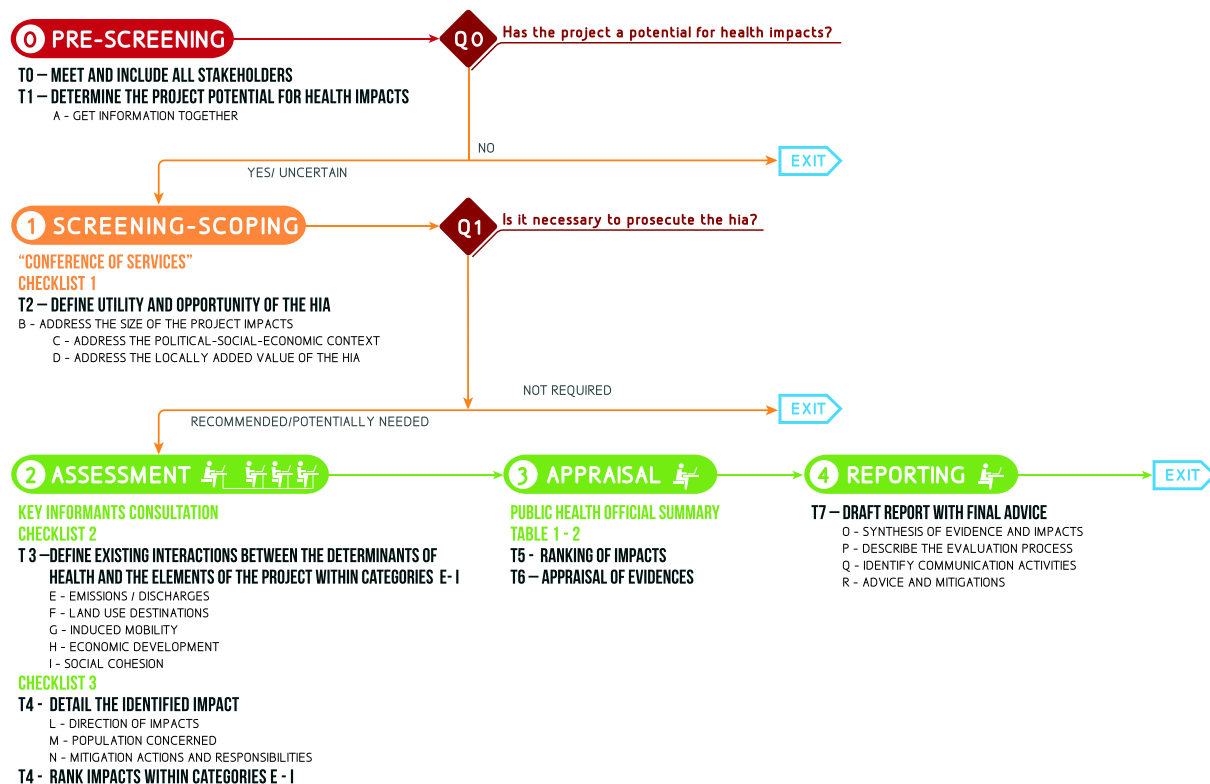 0 PRE-SCREENING
Q0
Has the project a potential for health impacts?
T0 – MEET AND INCLUDE ALL STAKEHOLDERS
T1 – DETERMINE THE PROJECT POTENTIAL FOR HEALTH IMPACTS
A - GET INFORMATION TOGETHER
NO
EXIT
YES/ UNCERTAIN
1 SCREENING-SCOPING
Q1
Is it necessary to prosecute the hia?
“CONFERENCE OF SERVICES”
CHECKLIST 1
T2 – DEFINE UTILITY AND OPPORTUNITY OF THE HIA
B - ADDRESS THE SIZE OF THE PROJECT IMPACTS
C - ADDRESS THE POLITICAL-SOCIAL-ECONOMIC CONTEXT
D - ADDRESS THE LOCALLY ADDED VALUE OF THE HIA
NOT REQUIRED
EXIT
RECOMMENDED/POTENTIALLY NEEDED
2 ASSESSMENT
KEY INFORMANTS CONSULTATION
CHECKLIST 2
T 3 –DEFINE EXISTING INTERACTIONS BETWEEN THE DETERMINANTS OF
HEALTH AND THE ELEMENTS OF THE PROJECT WITHIN CATEGORIES E- I
E - EMISSIONS / DISCHARGES
F - LAND USE DESTINATIONS
G - INDUCED MOBILITY
H - ECONOMIC DEVELOPMENT
I - SOCIAL COHESION
CHECKLIST 3
T4 - DETAIL THE IDENTIFIED IMPACT
L - DIRECTION OF IMPACTS
M - POPULATION CONCERNED
N - MITIGATION ACTIONS AND RESPONSIBILITIES
T4 - RANK IMPACTS WITHIN CATEGORIES E - I
3 APPRAISAL
PUBLIC HEALTH OFFICIAL SUMMARY
TABLE 1 - 2
T5 - RANKING OF IMPACTS
T6 – APPRAISAL OF EVIDENCES
4 REPORTING
T7 – DRAFT REPORT WITH FINAL ADVICE
O - SYNTHESIS OF EVIDENCE AND IMPACTS
P - DESCRIBE THE EVALUATION PROCESS
Q - IDENTIFY COMMUNICATION ACTIVITIES
R - ADVICE AND MITIGATIONS
EXIT